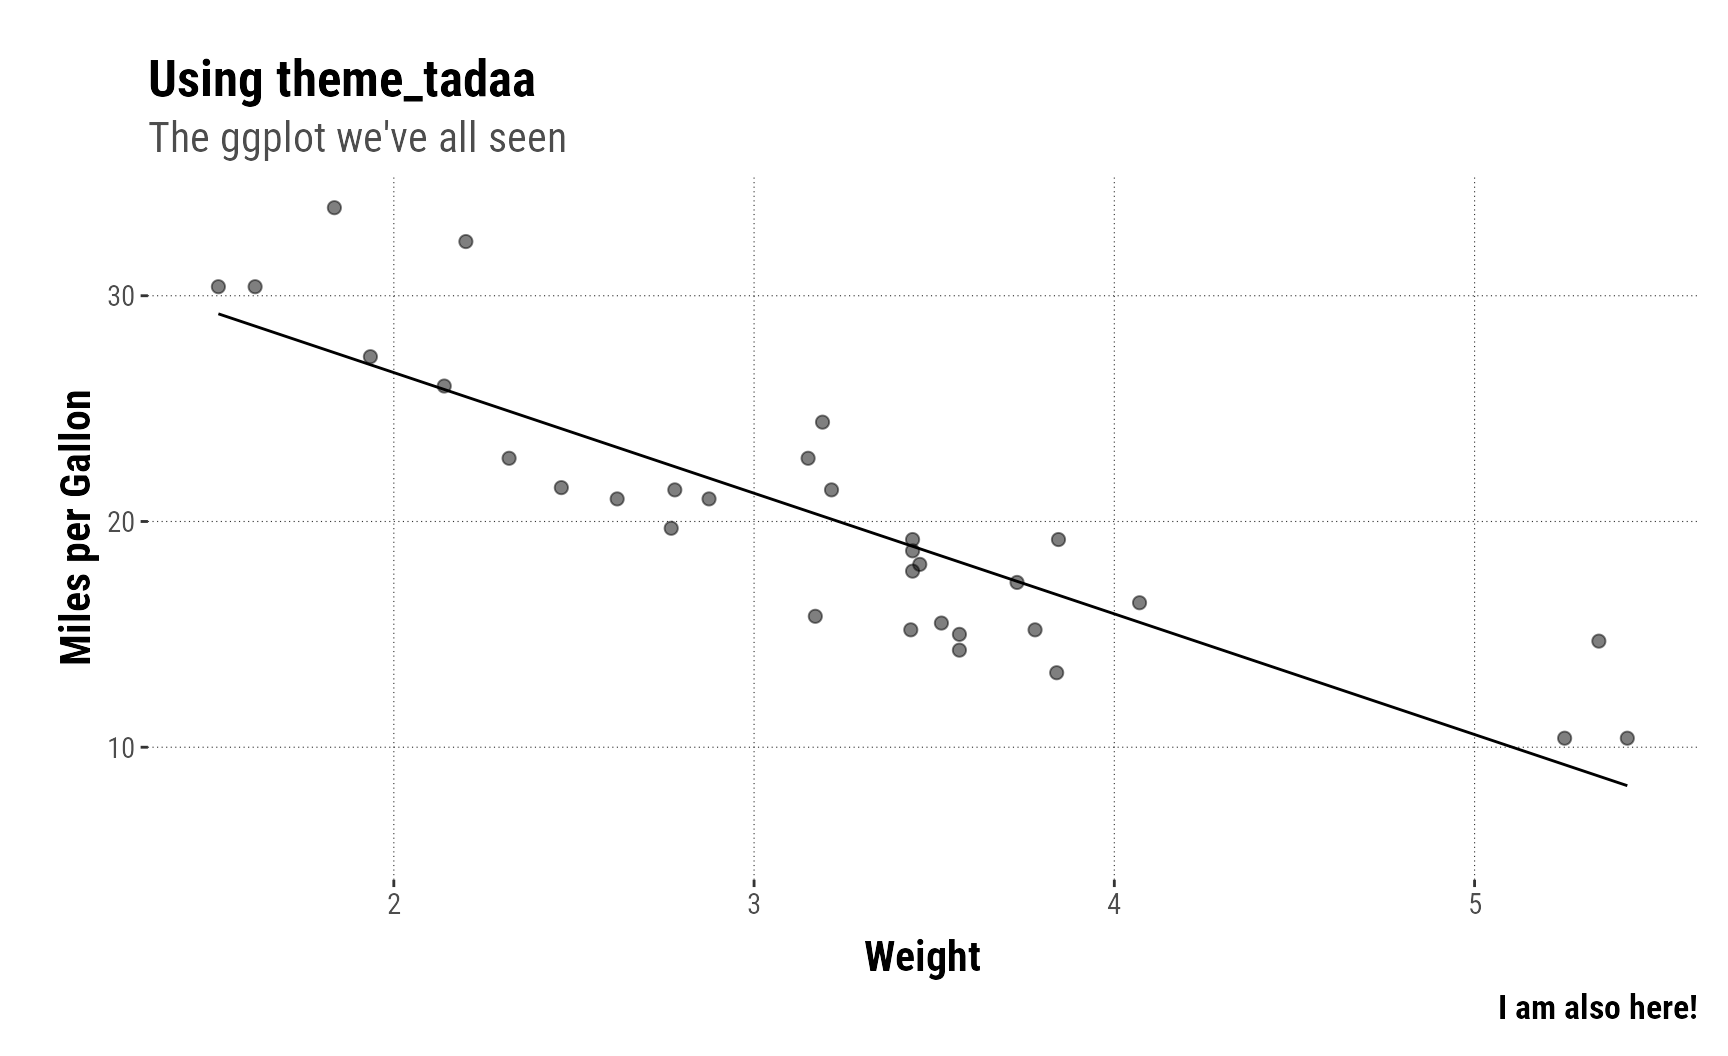 Using theme_tadaa
The ggplot we've all seen
30
20
10
Miles per Gallon
2 3 4 5
Weight
I am also here!